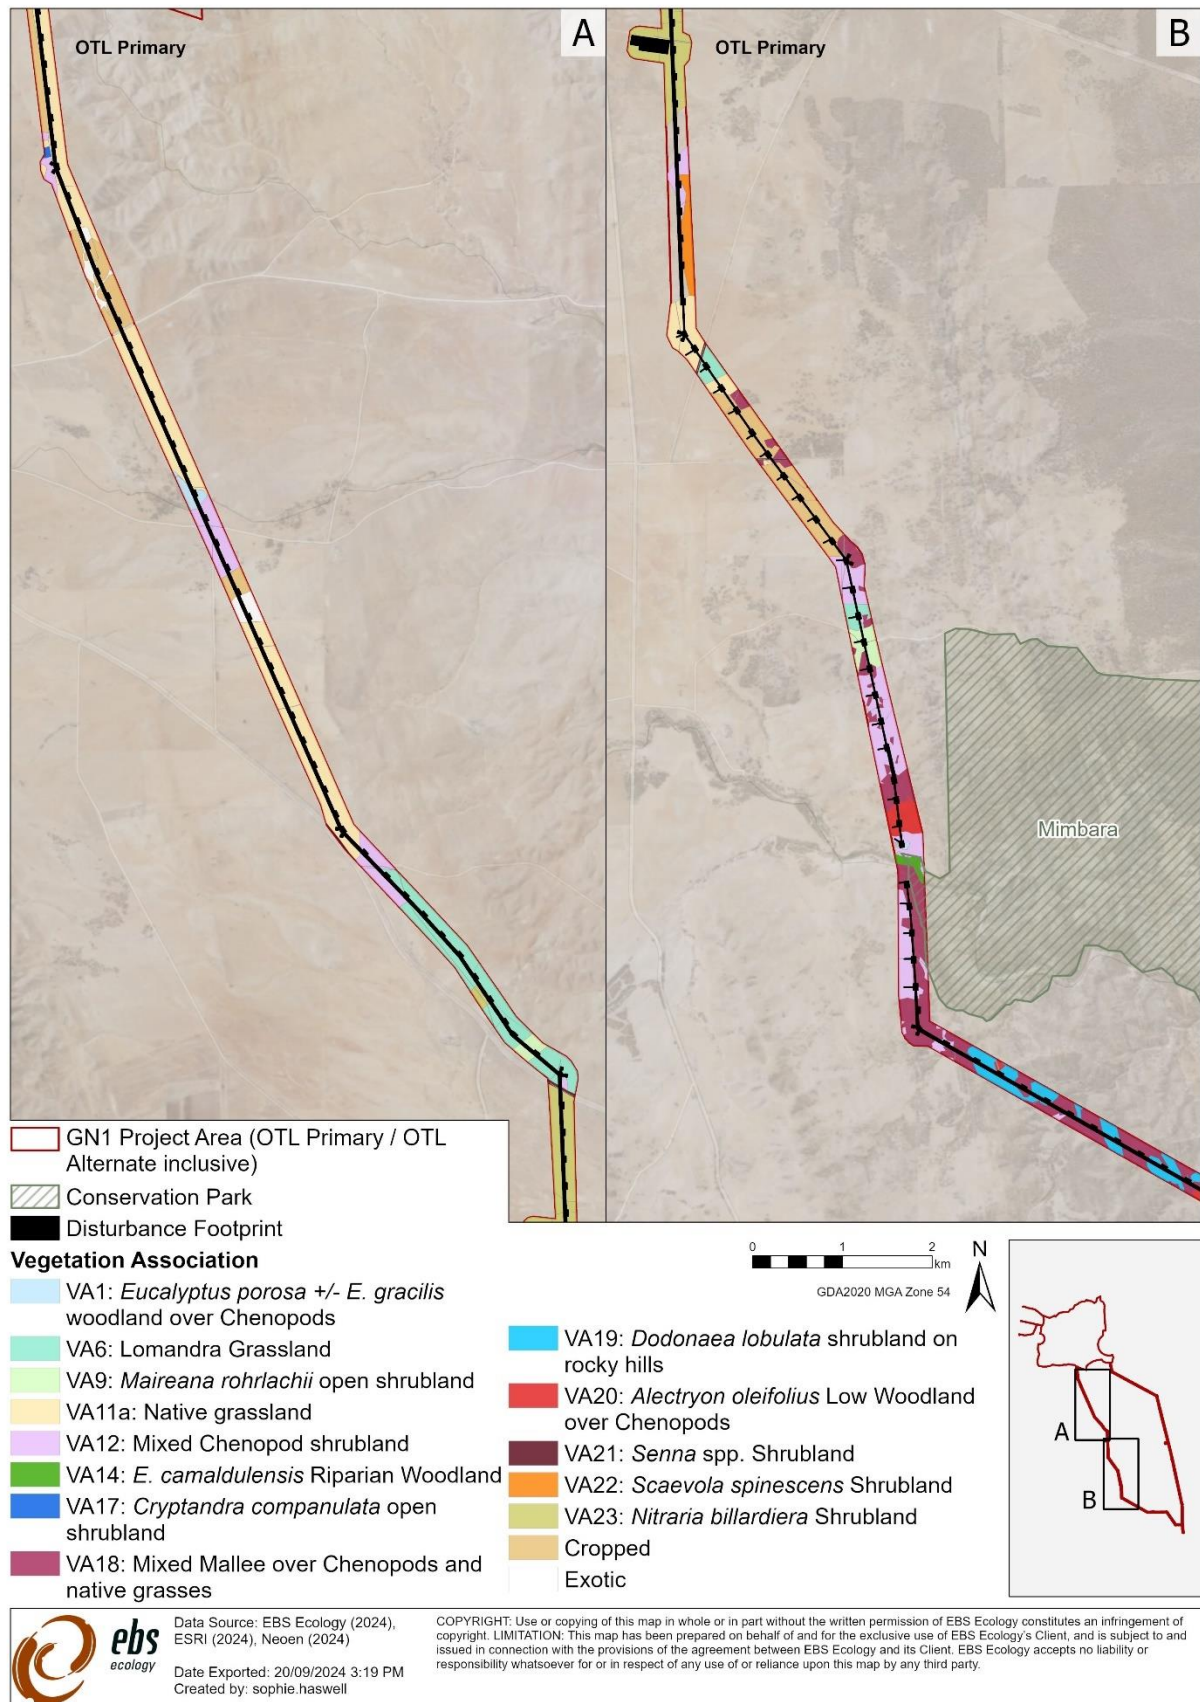 OTL Primary
A
OTL Primary
B
Mimbara
GN1 Project Area (OTL Primary / OTL
Alternate inclusive)
Conservation Park
Disturbance Footprint
Vegetation Association
VA1: Eucalyptus porosa +/- E. gracilis
woodland over Chenopods
VA6: Lomandra Grassland
VA9: Maireana rohrlachii open shrubland
VA11a: Native grassland
VA12: Mixed Chenopod shrubland
VA14: E. camaldulensis Riparian Woodland
VA17: Cryptandra companulata open
shrubland
VA18: Mixed Mallee over Chenopods and
native grasses
0 1 2
km
GDA2020 MGA Zone 54
N
VA19: Dodonaea lobulata shrubland on
rocky hills
VA20: Alectryon oleifolius Low Woodland
over Chenopods
VA21: Senna spp. Shrubland
VA22: Scaevola spinescens Shrubland
VA23: Nitraria billardiera Shrubland
Cropped
Exotic
A
B
ebs
ecology
Data Source: EBS Ecology (2024),
ESRI (2024), Neoen (2024)
Date Exported: 20/09/2024 3:19 PM
Created by: sophie.haswell
COPYRIGHT: Use or copying of this map in whole or in part without the written permission of EBS Ecology constitutes an infringement of
copyright. LIMITATION: This map has been prepared on behalf of and for the exclusive use of EBS Ecology's Client, and is subject to and
issued in connection with the provisions of the agreement between EBS Ecology and its Client. EBS Ecology accepts no liability or
responsibility whatsoever for or in respect of any use of or reliance upon this map by any third party.